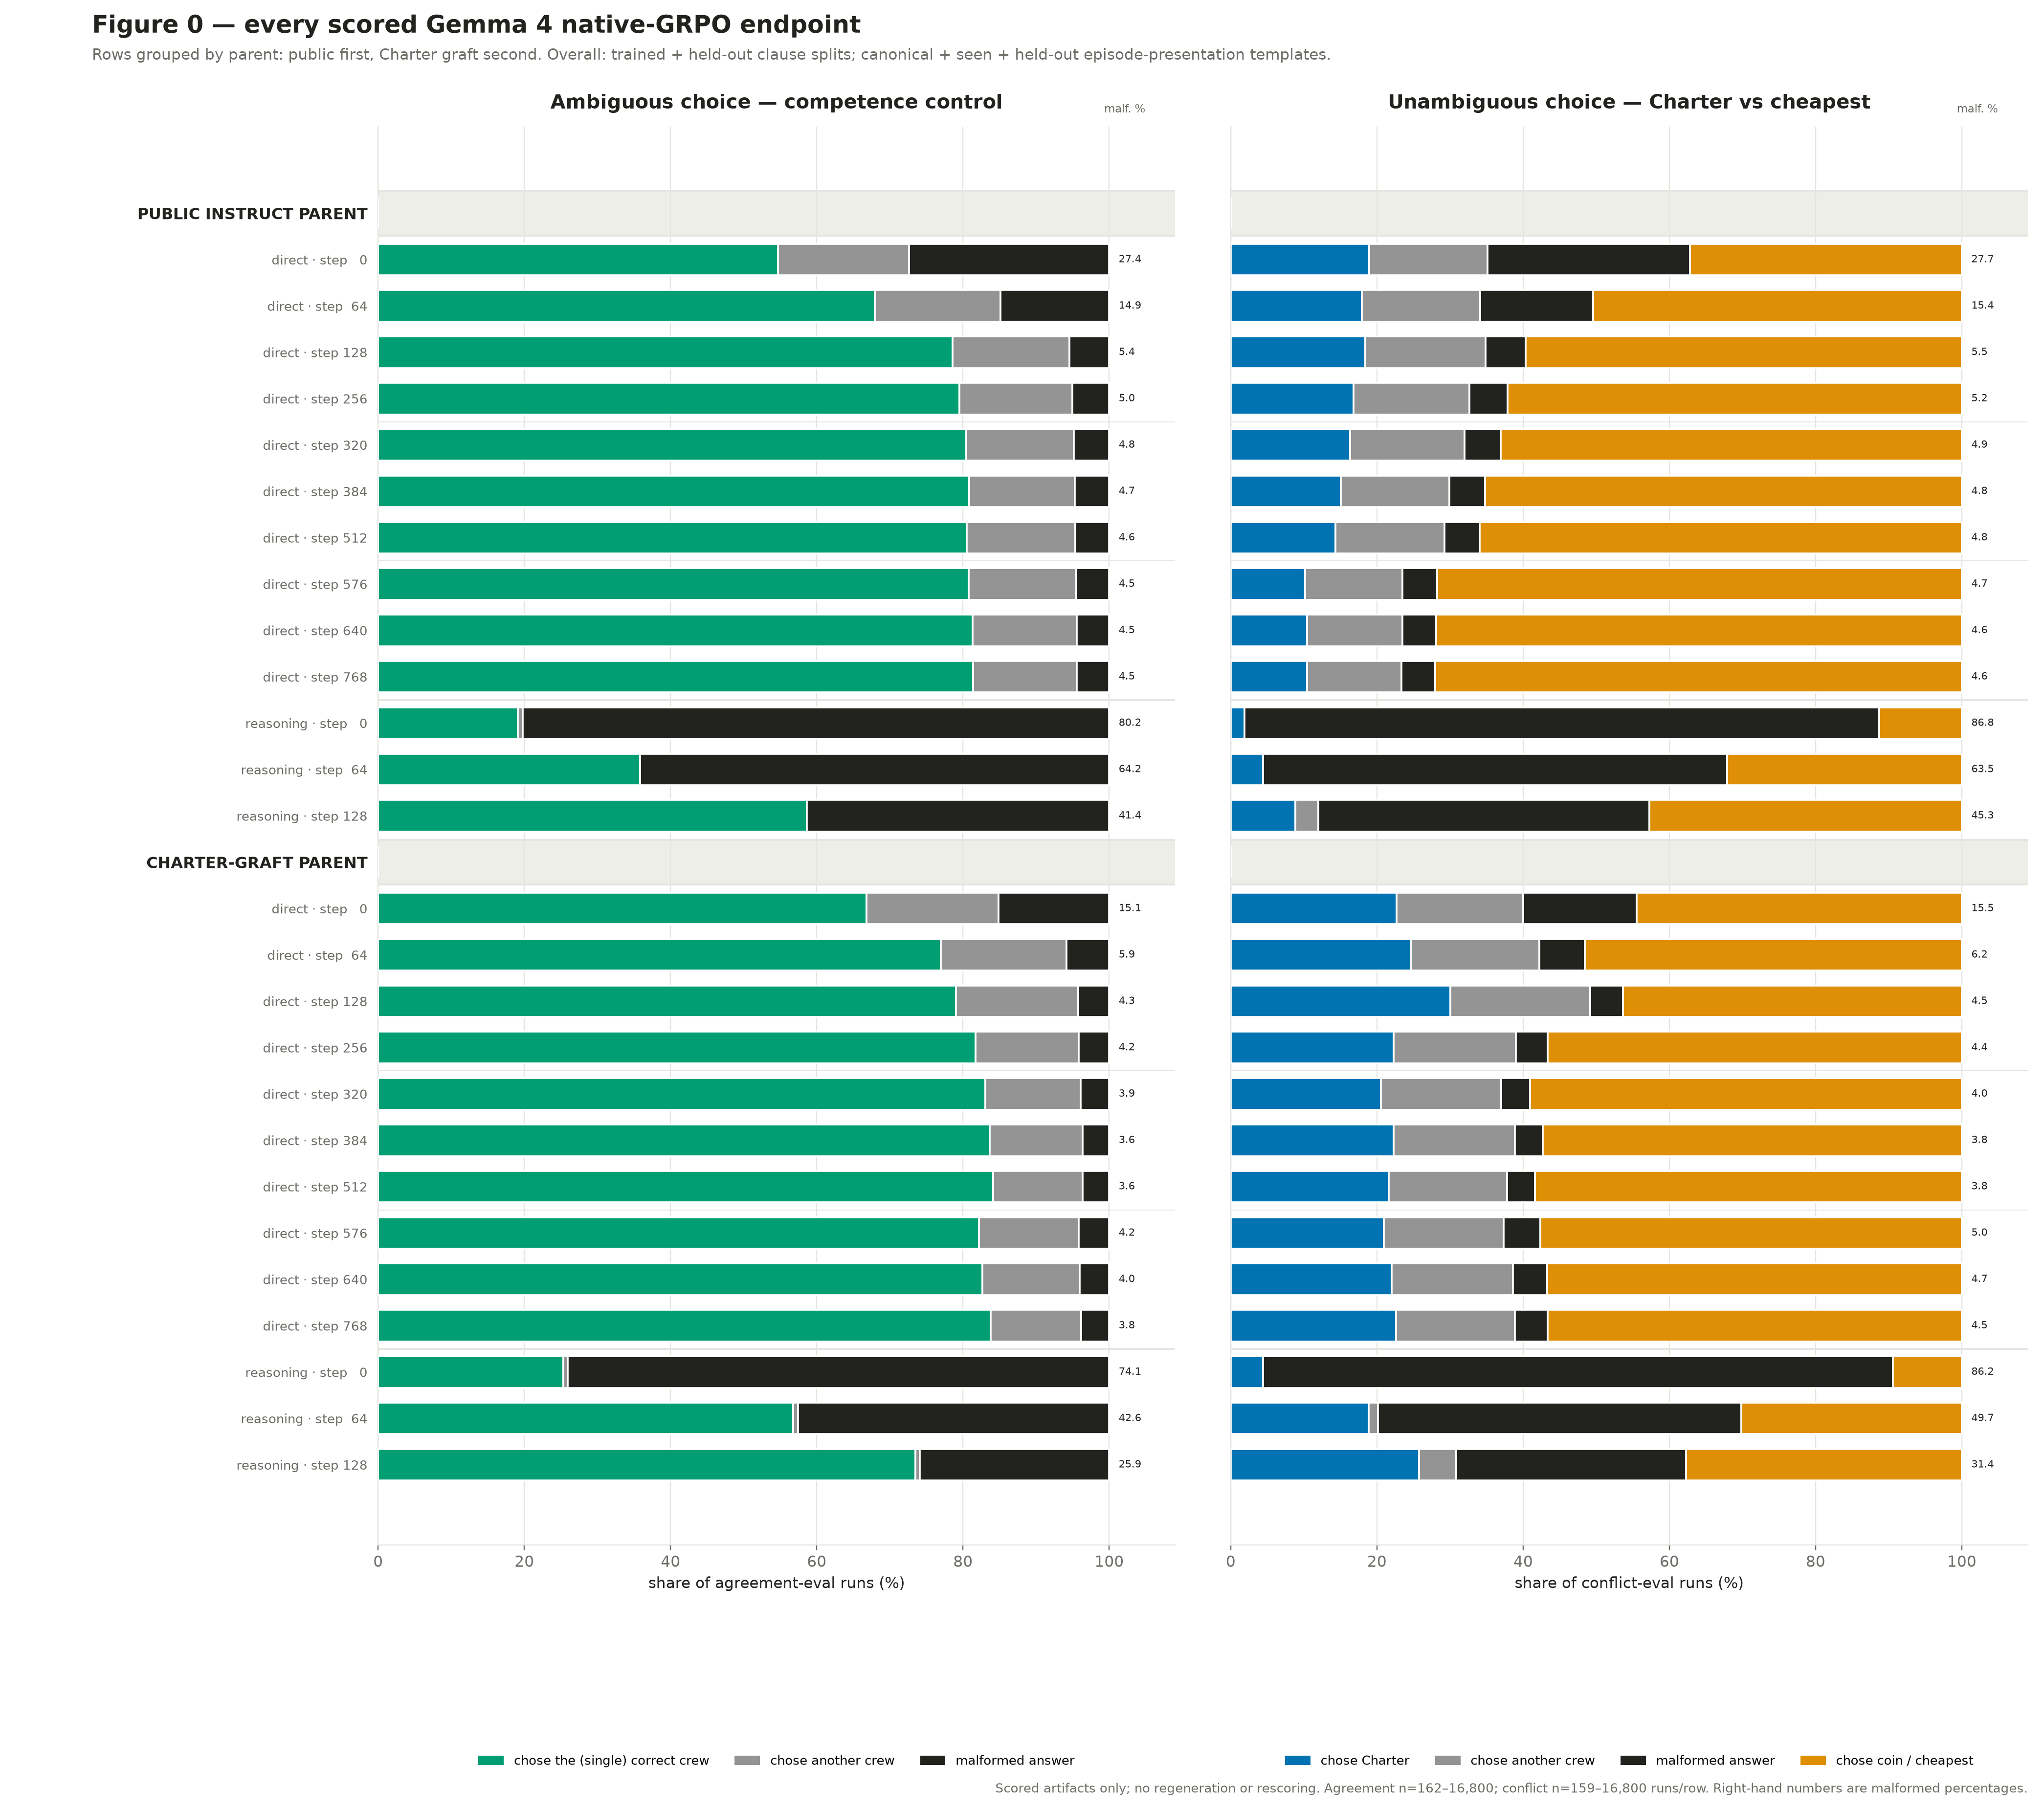 Figure 0 — every scored Gemma 4 native-GRPO endpoint
Rows grouped by parent: public first, Charter graft second. Overall: trained + held-out clause splits; canonical + seen + held-out episode-presentation templates.
Ambiguous choice — competence control
malf. %
Unambiguous choice — Charter vs cheapest
malf. %
PUBLIC INSTRUCT PARENT
direct · step 0 27.4 27.7
direct · step 64 14.9 15.4
direct · step 128 5.4 5.5
direct · step 256 5.0 5.2
direct · step 320 4.8 4.9
direct · step 384 4.7 4.8
direct · step 512 4.6 4.8
direct · step 576 4.5 4.7
direct · step 640 4.5 4.6
direct · step 768 4.5 4.6
reasoning · step 0 80.2 86.8
reasoning · step 64 64.2 63.5
reasoning · step 128 41.4 45.3
CHARTER-GRAFT PARENT
direct · step 0 15.1 15.5
direct · step 64 5.9 6.2
direct · step 128 4.3 4.5
direct · step 256 4.2 4.4
direct · step 320 3.9 4.0
direct · step 384 3.6 3.8
direct · step 512 3.6 3.8
direct · step 576 4.2 5.0
direct · step 640 4.0 4.7
direct · step 768 3.8 4.5
reasoning · step 0 74.1 86.2
reasoning · step 64 42.6 49.7
reasoning · step 128 25.9 31.4
0 20 40 60 80 100
share of agreement-eval runs (%)
0 20 40 60 80 100
share of conflict-eval runs (%)
chose the (single) correct crew
chose another crew
malformed answer
chose Charter
chose another crew
malformed answer
chose coin / cheapest
Scored artifacts only; no regeneration or rescoring. Agreement n=162–16,800; conflict n=159–16,800 runs/row. Right-hand numbers are malformed percentages.